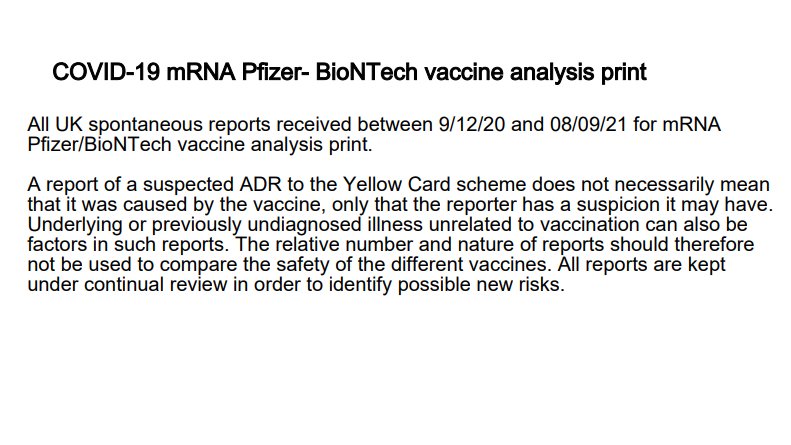 COVID-19 mRNA Pfizer- BioNTech vaccine analysis print
All UK spontaneous reports received between 9/12/20 and 08/09/21 for mRNA
Pfizer/BioNTech vaccine analysis print.
A report of a suspected ADR to the Yellow Card scheme does not necessarily mean
that it was caused by the vaccine, only that the reporter has a suspicion it may have.
Underlying or previously undiagnosed illness unrelated to vaccination can also be
factors in such reports. The relative number and nature of reports should therefore
not be used to compare the safety of the different vaccines. All reports are kept
under continual review in order to identify possible new risks.